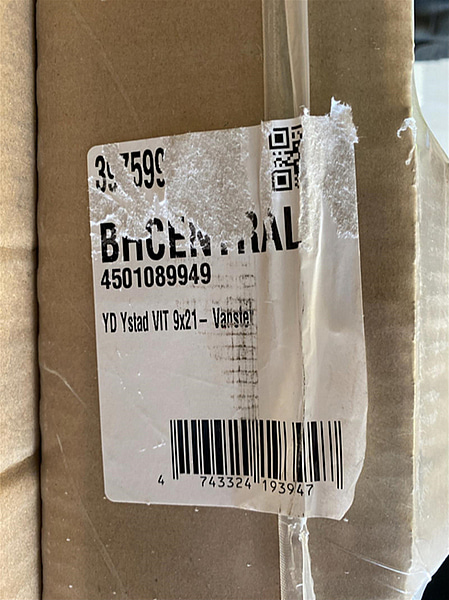 BHCENTRAL
4501089949
YD Ystad VIT 9x21- Vänster
4 743324 193947